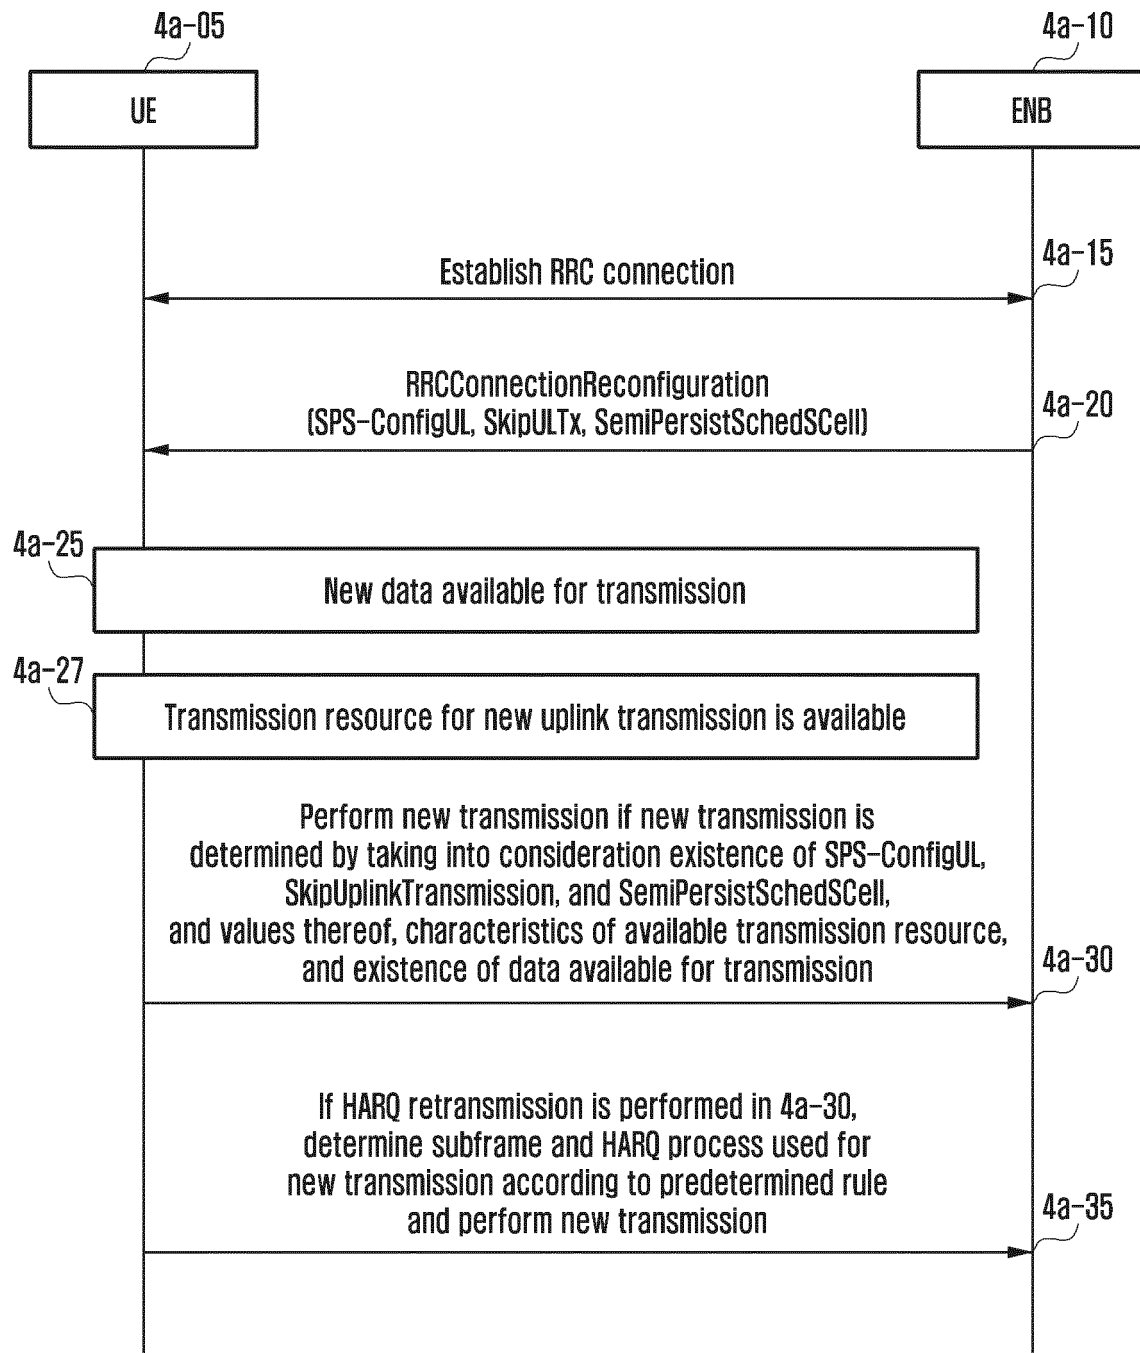 4a-05
4a-10
UE
ENB
4a-15
Establish RRC connection
RRCConnectionReconfiguration
(SPS-ConfigUL, SkipULTx, SemiPersistSchedSCell)
4a-20
4a-25
New data available for transmission
4a-27
Transmission resource for new uplink transmission is available
Perform new transmission if new transmission is
determined by taking into consideration existence of SPS-ConfigUL,
SkipUplinkTransmission, and SemiPersistSchedSCell,
and values thereof, characteristics of available transmission resource,
and existence of data available for transmission
4a-30
If HARQ retransmission is performed in 4a-30,
determine subframe and HARQ process used for
new transmission according to predetermined rule
and perform new transmission
4a-35